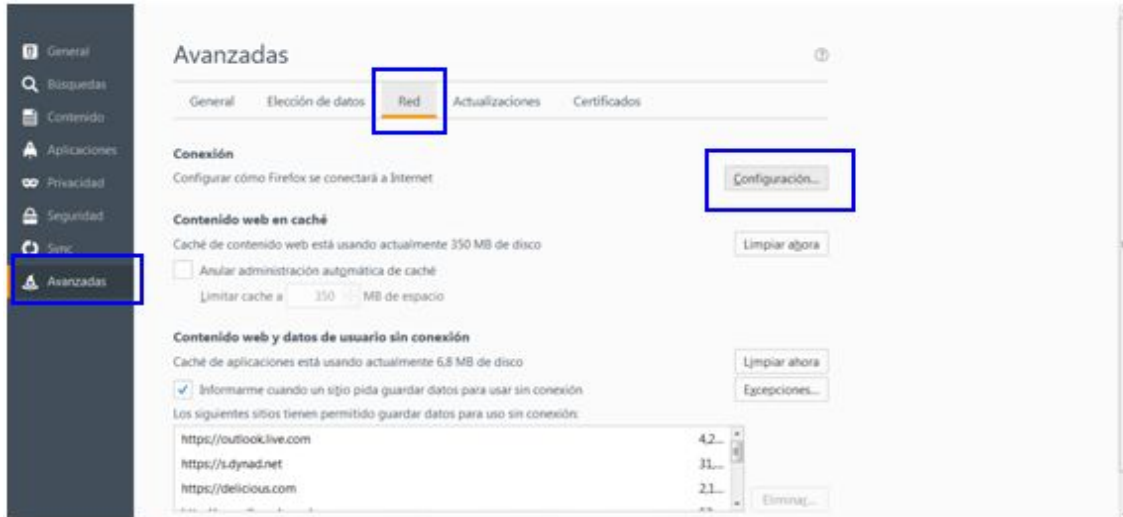 General
Búsquedas
Contenido
Aplicaciones
Privacidad
Seguridad
Sync
Avanzadas
Avanzadas
General Elección de datos Red Actualizaciones Certificados
Conexión
Configurar cómo Firefox se conectará a Internet Configuración...
Contenido web en caché
Caché de contenido web está usando actualmente 350 MB de disco Limpiar ahora
Anular administración automática de caché
Limitar cache a 350 MB de espacio
Contenido web y datos de usuario sin conexión
Caché de aplicaciones está usando actualmente 6,8 MB de disco Limpiar ahora
Informarme cuando un sitio pida guardar datos para usar sin conexión Excepciones...
Los siguientes sitios tienen permitido guardar datos para uso sin conexión:
https://outlook.live.com 4,2...
https://s.dynad.net 31,...
https://delicious.com 2,1...
Eliminar...